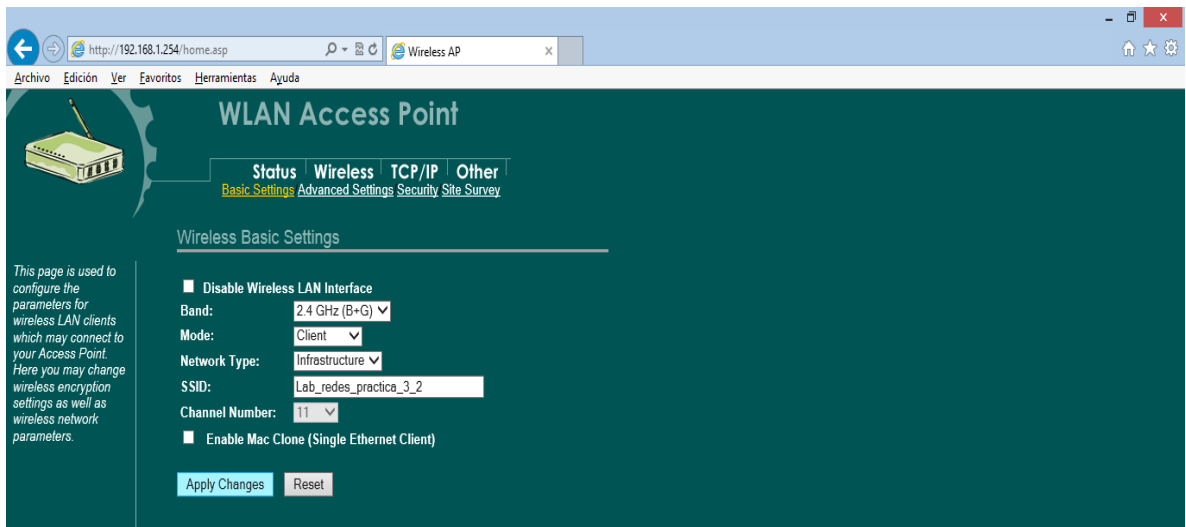 http://192.168.1.254/home.asp
Wireless AP
Archivo Edición Ver Favoritos Herramientas Ayuda
WLAN Access Point
Status Wireless TCP/IP Other
Basic Settings Advanced Settings Security Site Survey
Wireless Basic Settings
This page is used to
configure the
parameters for
wireless LAN clients
which may connect to
your Access Point.
Here you may change
wireless encryption
settings as well as
wireless network
parameters.
Disable Wireless LAN Interface
Band: 2.4 GHz (B+G)
Mode: Client
Network Type: Infrastructure
SSID: Lab_redes_practica_3_2
Channel Number: 11
Enable Mac Clone (Single Ethernet Client)
Apply Changes Reset